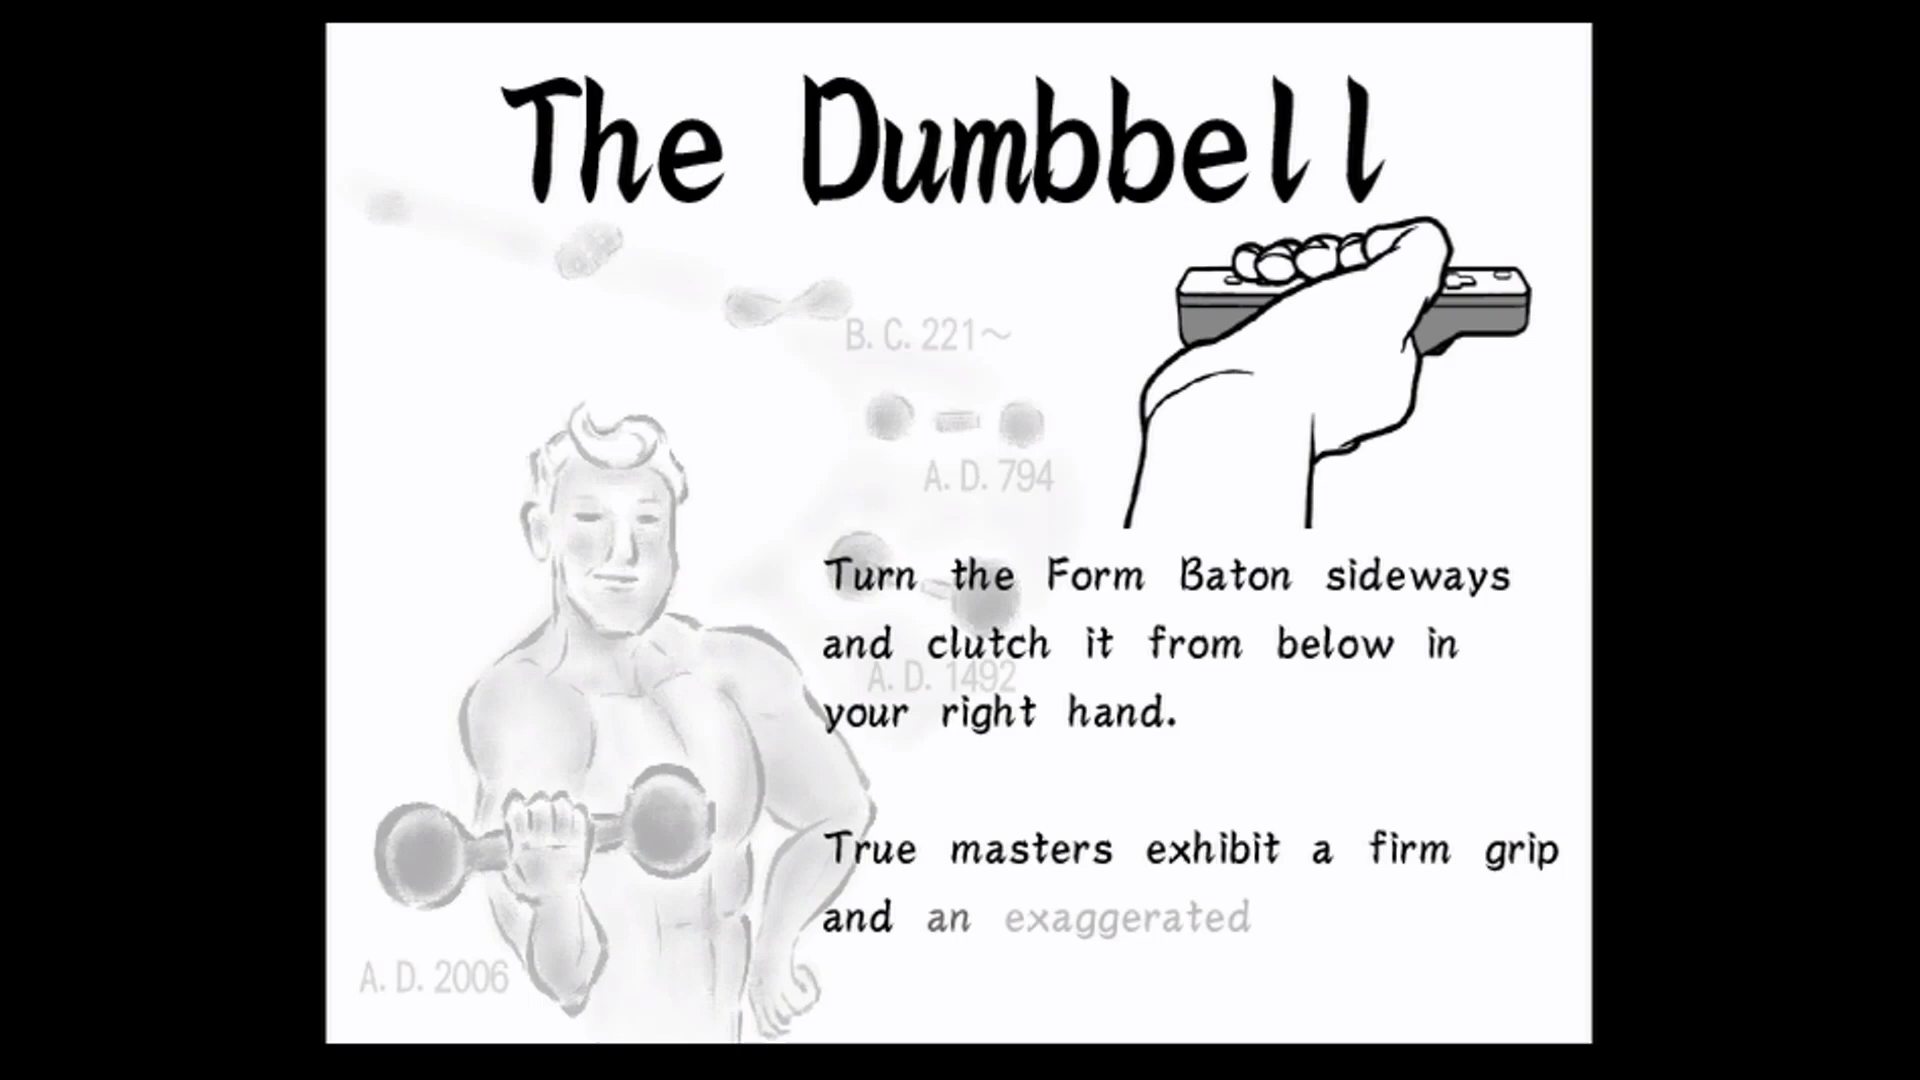 The Dumbbell
B. C. 221~
A. D. 794
Turn the Form Baton sideways
and clutch it from below in
A. D. 1492
your right hand.
True masters exhibit a firm grip
and an exaggerated
A. D. 2006